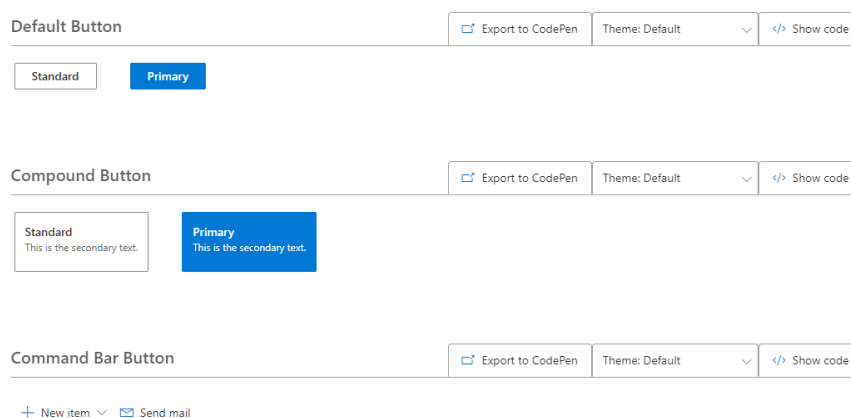 Default Button
Export to CodePen
Theme: Default
</> Show code
Standard
Primary
Compound Button
Export to CodePen
Theme: Default
</> Show code
Standard
This is the secondary text.
Primary
This is the secondary text.
Command Bar Button
Export to CodePen
Theme: Default
</> Show code
New item
Send mail